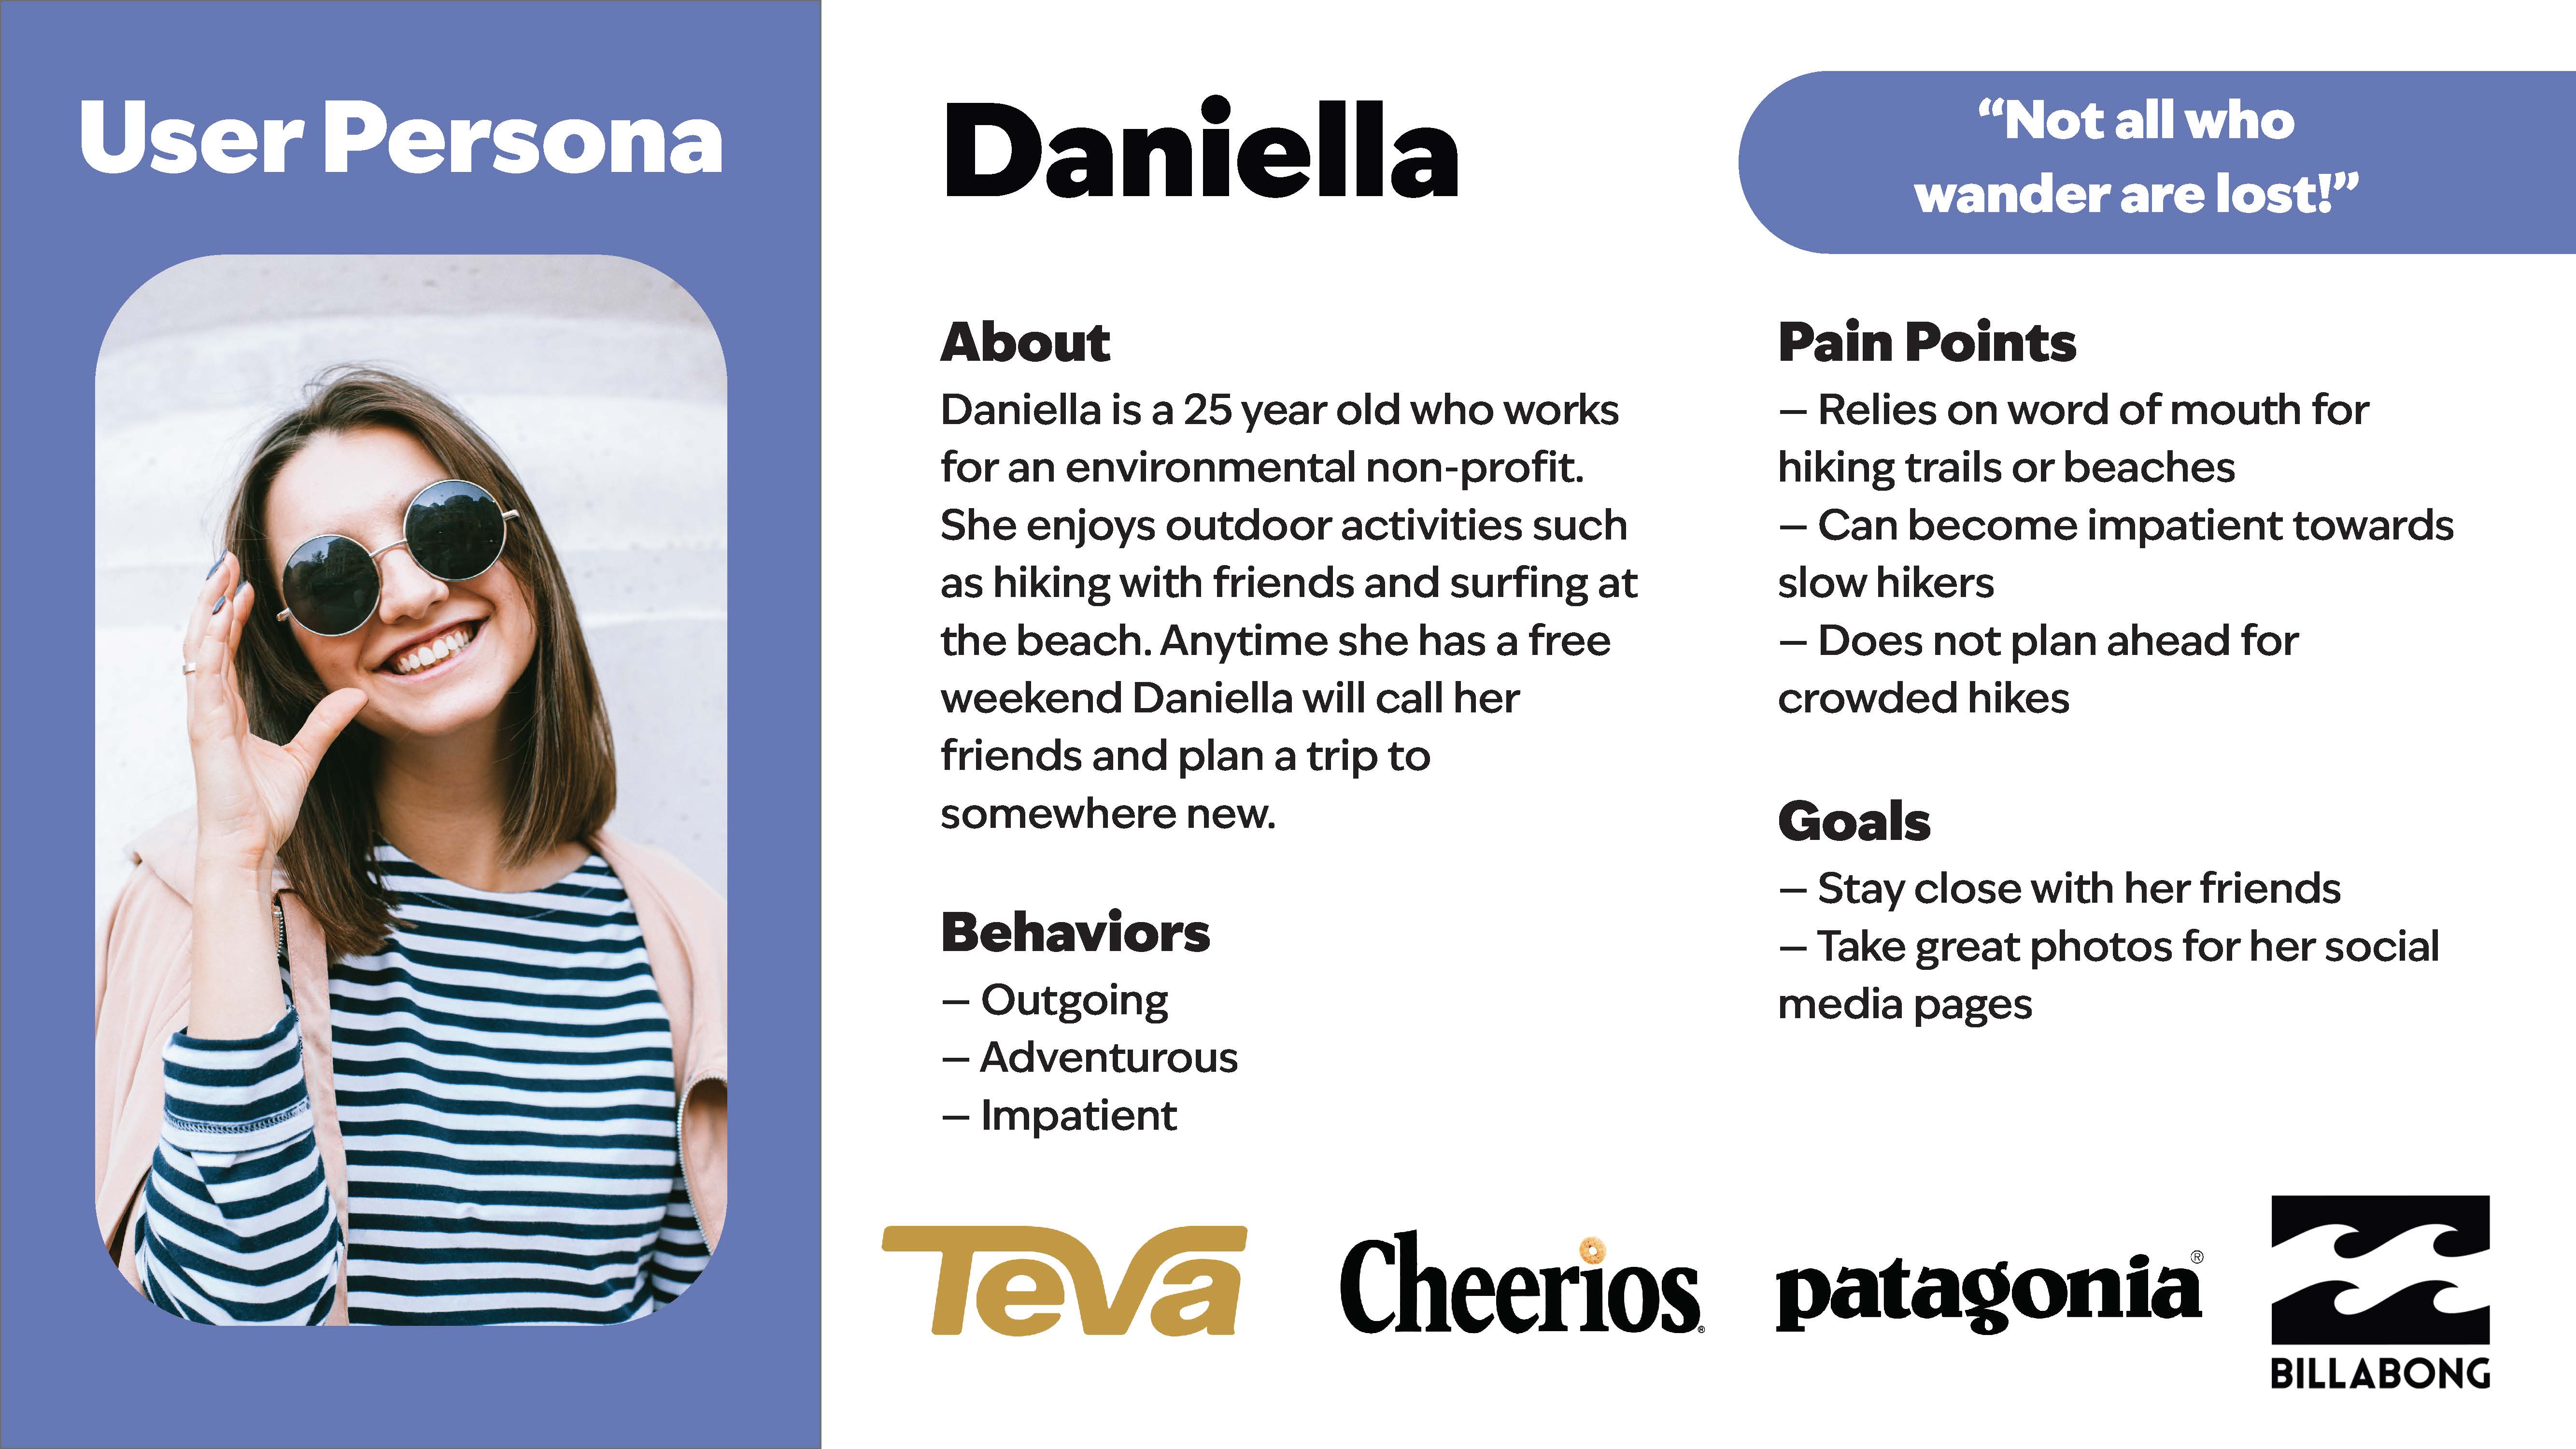 User Persona
Daniella
“Not all who
wander are lost!”
About
Daniella is a 25 year old who works
for an environmental non-profit.
She enjoys outdoor activities such
as hiking with friends and surfing at
the beach. Anytime she has a free
weekend Daniella will call her
friends and plan a trip to
somewhere new.
Behaviors
– Outgoing
– Adventurous
– Impatient
Pain Points
– Relies on word of mouth for
hiking trails or beaches
– Can become impatient towards
slow hikers
– Does not plan ahead for
crowded hikes
Goals
– Stay close with her friends
– Take great photos for her social
media pages
Teva
Cheerios®
patagonia®
BILLABONG